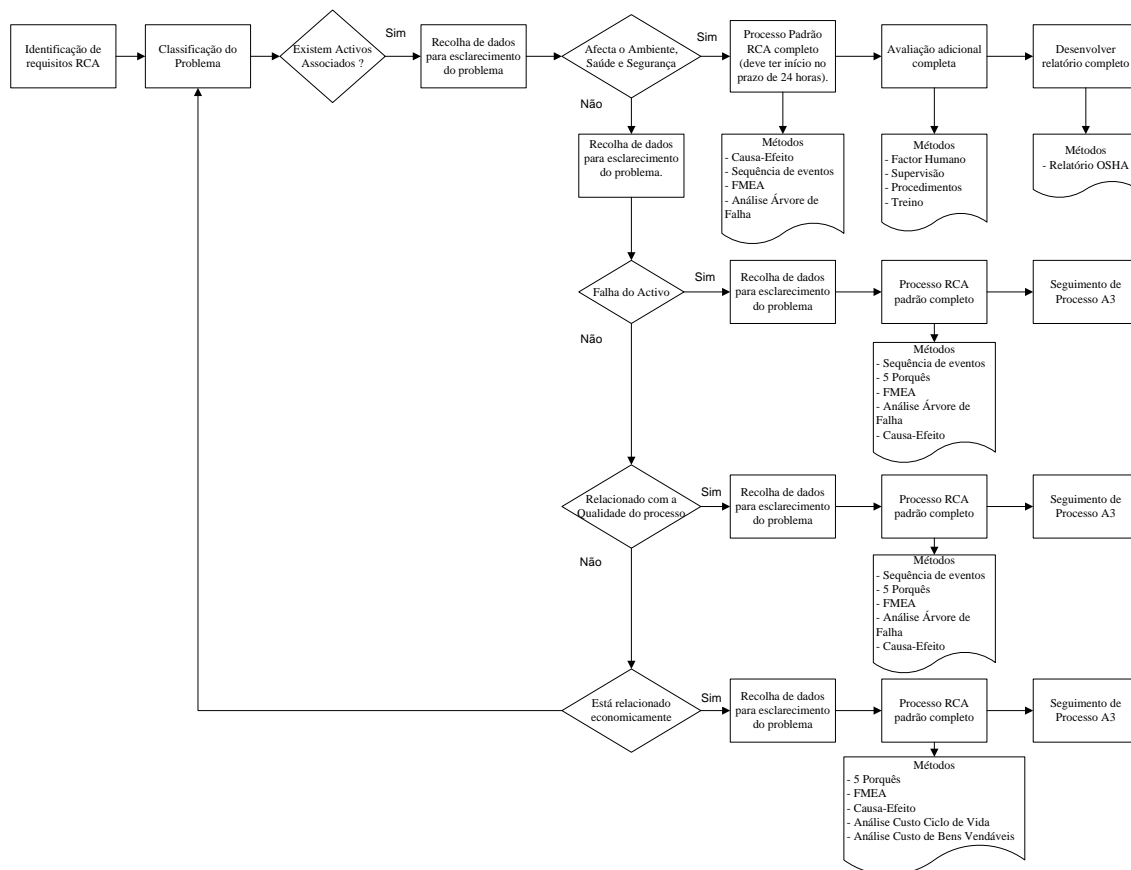 Identificação de
requisitos RCA
Classificação do
Problema
Existem Activos
Associados ?
Sim
Recolha de dados
para esclarecimento
do problema
Afecta o Ambiente,
Saúde e Segurança
Sim
Processo Padrão
RCA completo
(deve ter início no
prazo de 24 horas).
Avaliação adicional
completa
Desenvolver
relatório completo
Não
Recolha de dados
para esclarecimento
do problema.
Métodos
- Causa-Efeito
- Sequência de eventos
- FMEA
- Análise Árvore de
Falha
Métodos
- Factor Humano
- Supervisão
- Procedimentos
- Treino
Métodos
- Relatório OSHA
Falha do Activo
Sim
Recolha de dados
para esclarecimento
do problema
Processo RCA
padrão completo
Seguimento de
Processo A3
Não
Métodos
- Sequência de eventos
- 5 Porquês
- FMEA
- Análise Árvore de
Falha
- Causa-Efeito
Relacionado com a
Qualidade do processo
Sim
Recolha de dados
para esclarecimento
do problema
Processo RCA
padrão completo
Seguimento de
Processo A3
Não
Métodos
- Sequência de eventos
- 5 Porquês
- FMEA
- Análise Árvore de
Falha
- Causa-Efeito
Está relacionado
economicamente
Sim
Recolha de dados
para esclarecimento
do problema
Processo RCA
padrão completo
Seguimento de
Processo A3
Métodos
- 5 Porquês
- FMEA
- Causa-Efeito
- Análise Custo Ciclo de Vida
- Análise Custo de Bens Vendáveis